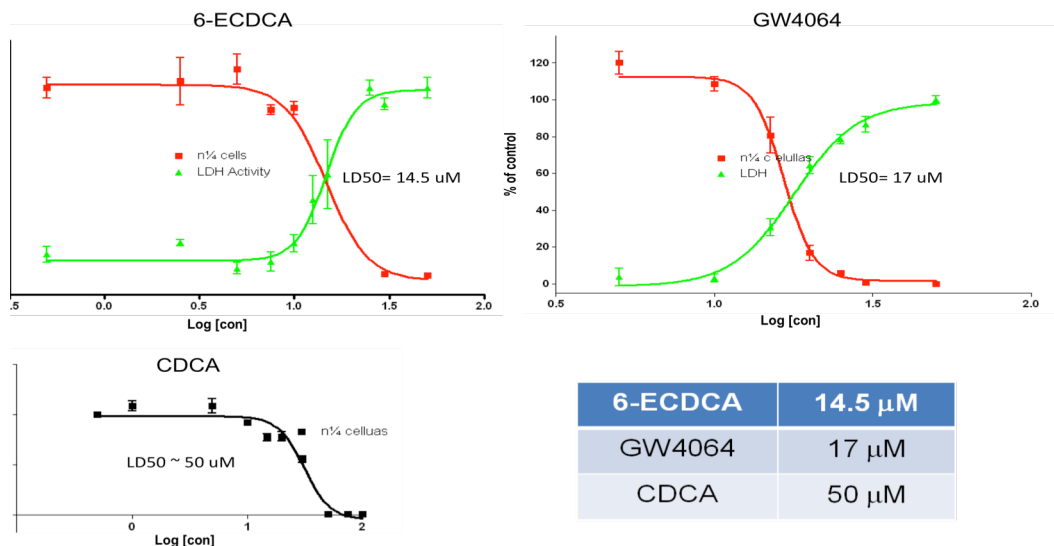 6-ECDCA
n¼ cells
LDH Activity
LD50= 14.5 uM
.5
0.0
0.5
1.0
1.5
2.0
Log [con]
GW4064
% of control
120
100
80
60
40
20
0
n¼ c elullas
LDH
LD50= 17 uM
0.5
1.0
1.5
2.0
Log [con]
CDCA
n¼ celluas
LD50 ~ 50 uM
0
1
2
Log [con]
6-ECDCA 14.5 μM
GW4064 17 μM
CDCA 50 μM